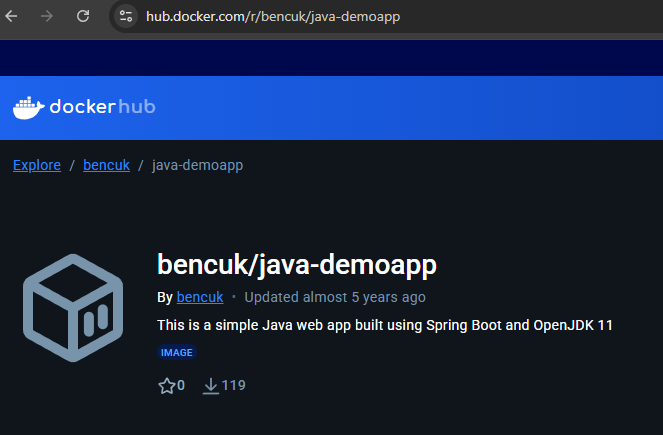 hub.docker.com/r/bencuk/java-demoapp
dockerhub
Explore / bencuk / java-demoapp
bencuk/java-demoapp
By bencuk • Updated almost 5 years ago
This is a simple Java web app built using Spring Boot and OpenJDK 11
IMAGE
0 119